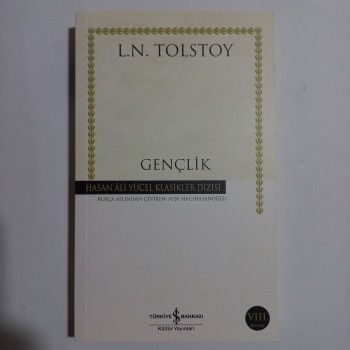 L.N. TOLSTOY
GENÇLİK
HASAN ÂLİ YÜCEL KLASİKLER DİZİSİ
RUSÇA ASLINDAN ÇEVİREN: AYŞE HACIHASANOĞLU
TÜRKİYE İŞ BANKASI
Kültür Yayınları
VIII.